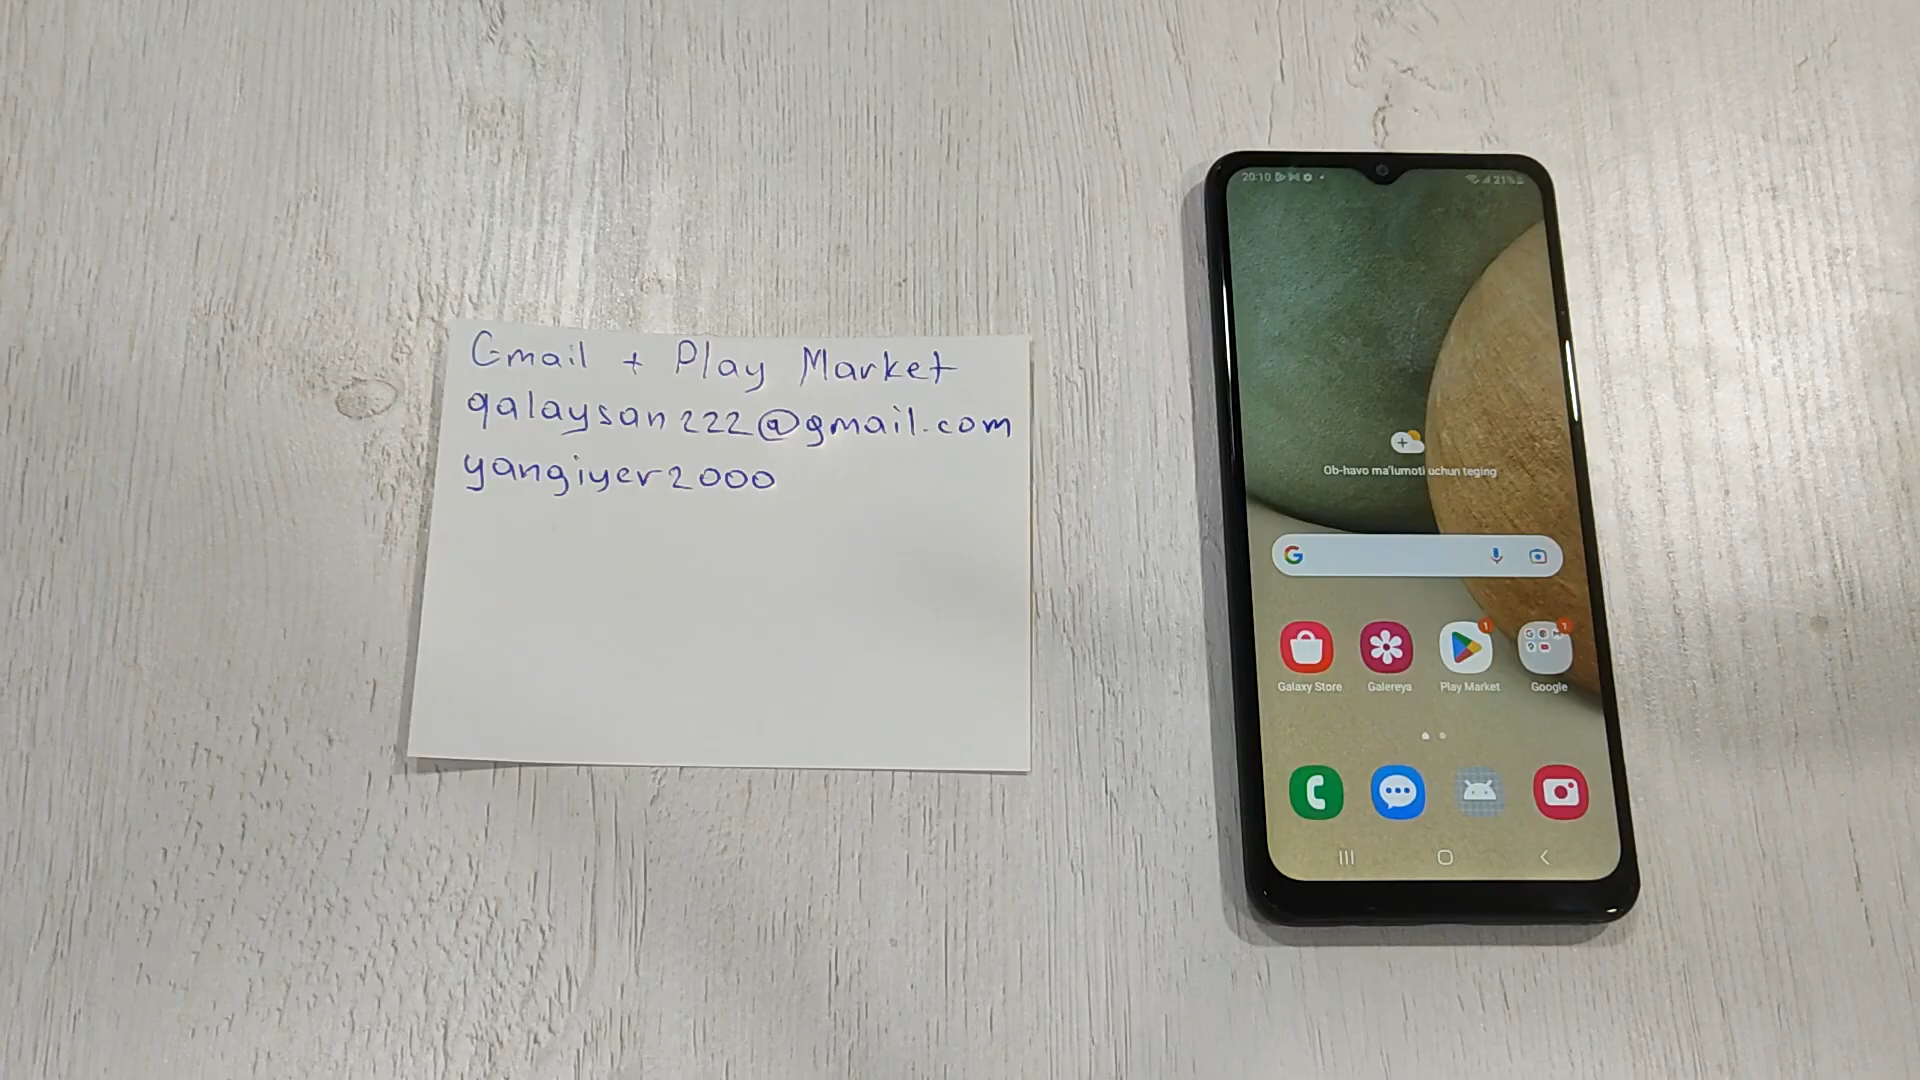 Gmail + Play Market
qalaysan222@gmail.com
yangiyer2000
20:10
21%
Ob-havo ma'lumoti uchun teging
Galaxy Store
Galereya
Play Market
Google